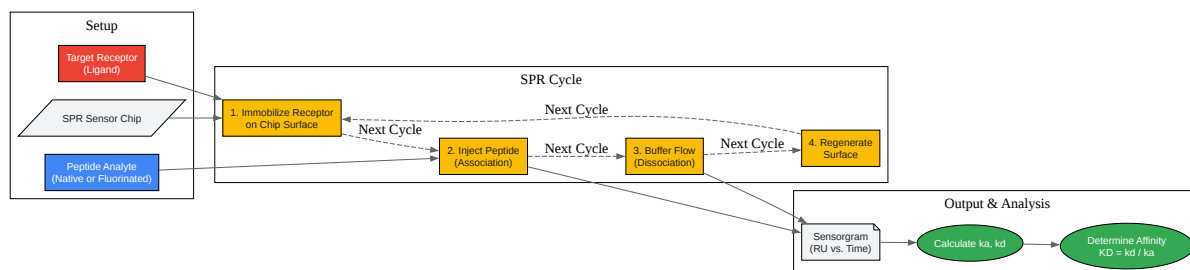 Setup
Target Receptor
(Ligand)
SPR Sensor Chip
Peptide Analyte
(Native or Fluorinated)
SPR Cycle
1. Immobilize Receptor
on Chip Surface
Next Cycle
Next Cycle
2. Inject Peptide
(Association)
Next Cycle
3. Buffer Flow
(Dissociation)
Next Cycle
4. Regenerate
Surface
Output & Analysis
Sensorgram
(RU vs. Time)
Calculate ka, kd
Determine Affinity
KD = kd / ka